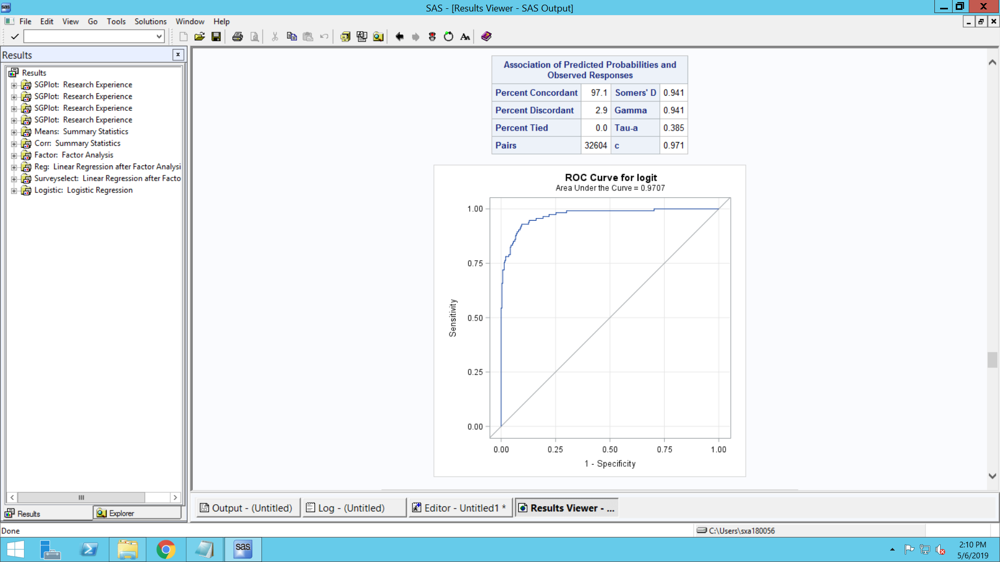 sas
SAS - [Results Viewer - SAS Output]
File Edit View Go Tools Solutions Window Help
Results
Results
SGPlot: Research Experience
SGPlot: Research Experience
SGPlot: Research Experience
SGPlot: Research Experience
Means: Summary Statistics
Corr: Summary Statistics
Factor: Factor Analysis
Reg: Linear Regression after Factor Analysi
Surveyselect: Linear Regression after Facto
Logistic: Logistic Regression
Association of Predicted Probabilities and
Observed Responses
Percent Concordant 97.1 Somers' D 0.941
Percent Discordant 2.9 Gamma 0.941
Percent Tied 0.0 Tau-a 0.385
Pairs 32604 c 0.971
ROC Curve for logit
Area Under the Curve = 0.9707
1.00
0.75
0.50
0.25
0.00
Sensitivity
0.00 0.25 0.50 0.75 1.00
1 - Specificity
Results Explorer
Output - (Untitled) Log - (Untitled) Editor - Untitled1 * Results Viewer - ...
Done C:\Users\sxa180056
sas
2:10 PM
5/6/2019